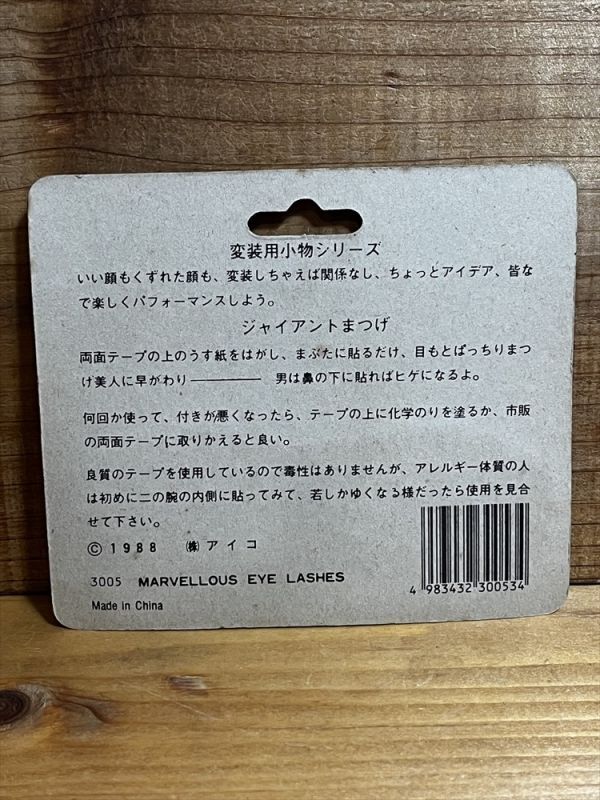 変装用小物シリーズ
いい顔もくずれた顔も、変装しちゃえば関係なし、ちょっとアイデア、皆な
で楽しくパフォーマンスしよう。
ジャイアントまつげ
両面テープの上のうす紙をはがし、まぶたに貼るだけ、目もとぱっちりまつ
げ美人に早がわり――――― 男は鼻の下に貼ればヒゲになるよ。
何回か使って、付きが悪くなったら、テープの上に化学のりを塗るか、市販
の両面テープに取りかえると良い。
良質のテープを使用しているので毒性はありませんが、アレルギー体質の人
は初めに二の腕の内側に貼ってみて、若しかゆくなる様だったら使用を見合
せて下さい。
©1988 ㈱アイコ
3005 MARVELLOUS EYE LASHES
Made in China
4 983432 300534